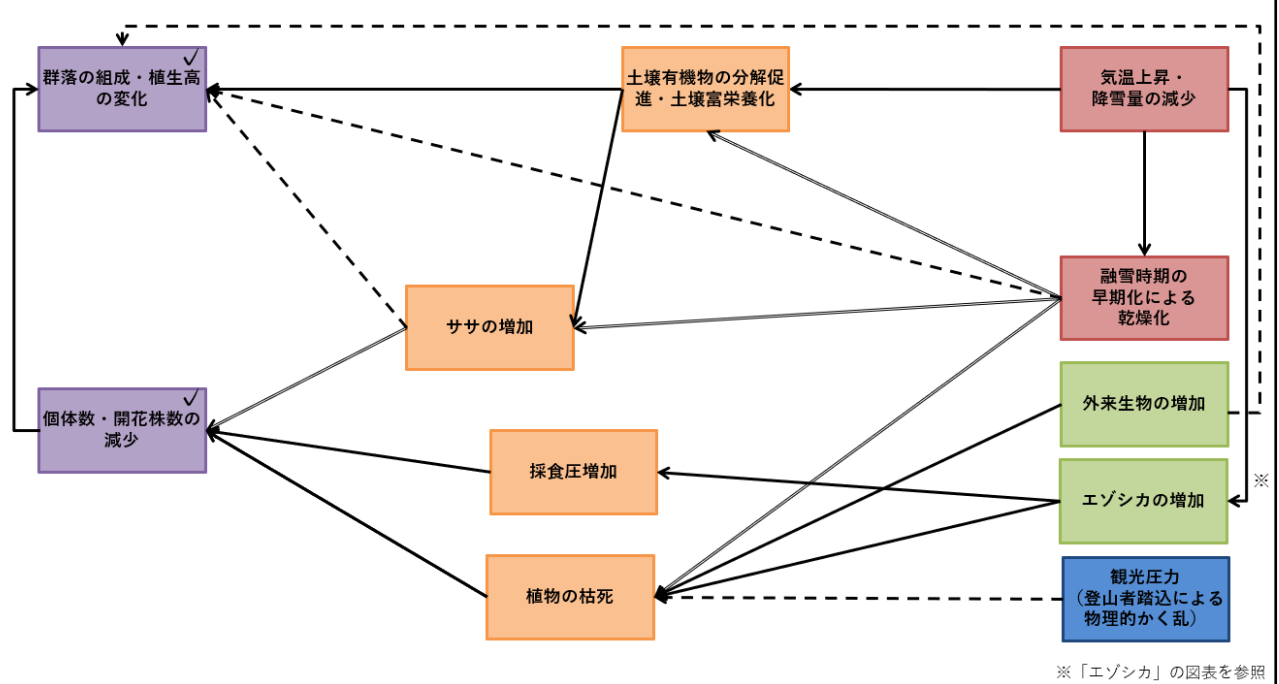 群落の組成・植生高
の変化
✓
土壌有機物の分解促
進・土壌富栄養化
気温上昇・
降雪量の減少
融雪時期の
早期化による
乾燥化
ササの増加
個体数・開花株数の
減少
✓
外来生物の増加
採食圧増加
エゾシカの増加
※
植物の枯死
観光圧力
（登山者踏込による
物理的かく乱）
※「エゾシカ」の図表を参照